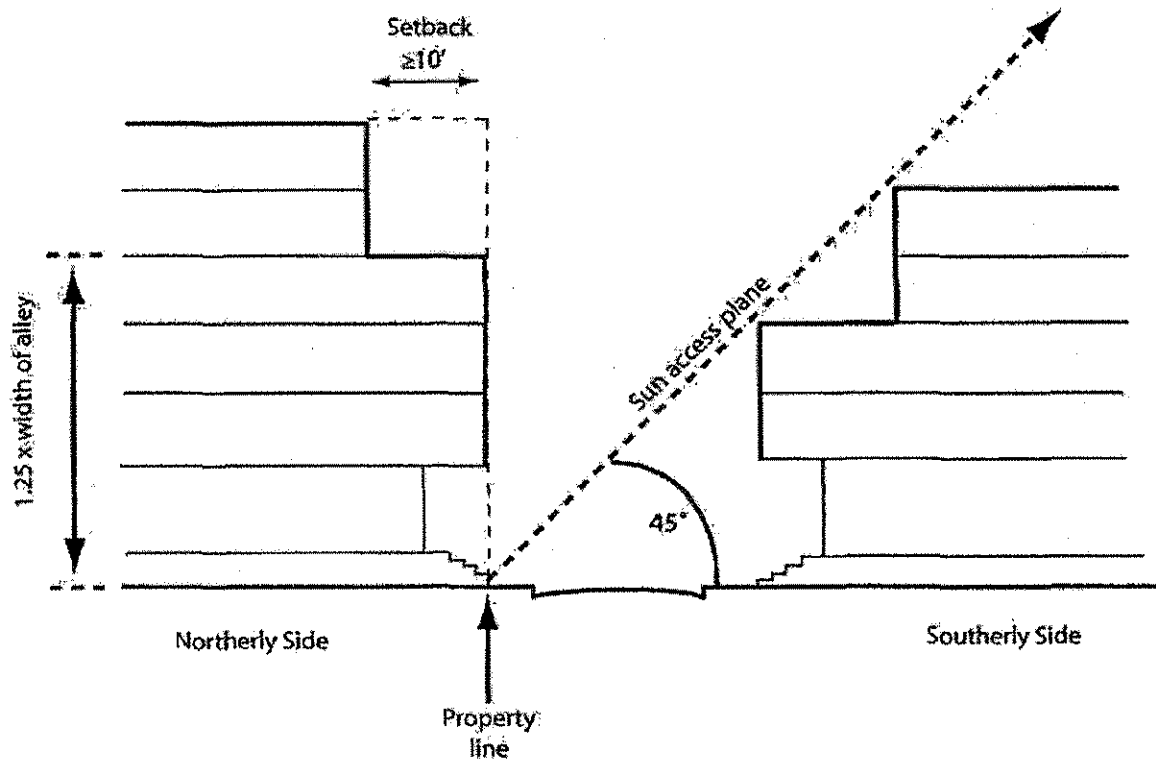 Setback
≥10'
Sun access plane
1.25 x width of alley
45°
Northerly Side
Southerly Side
Property
line